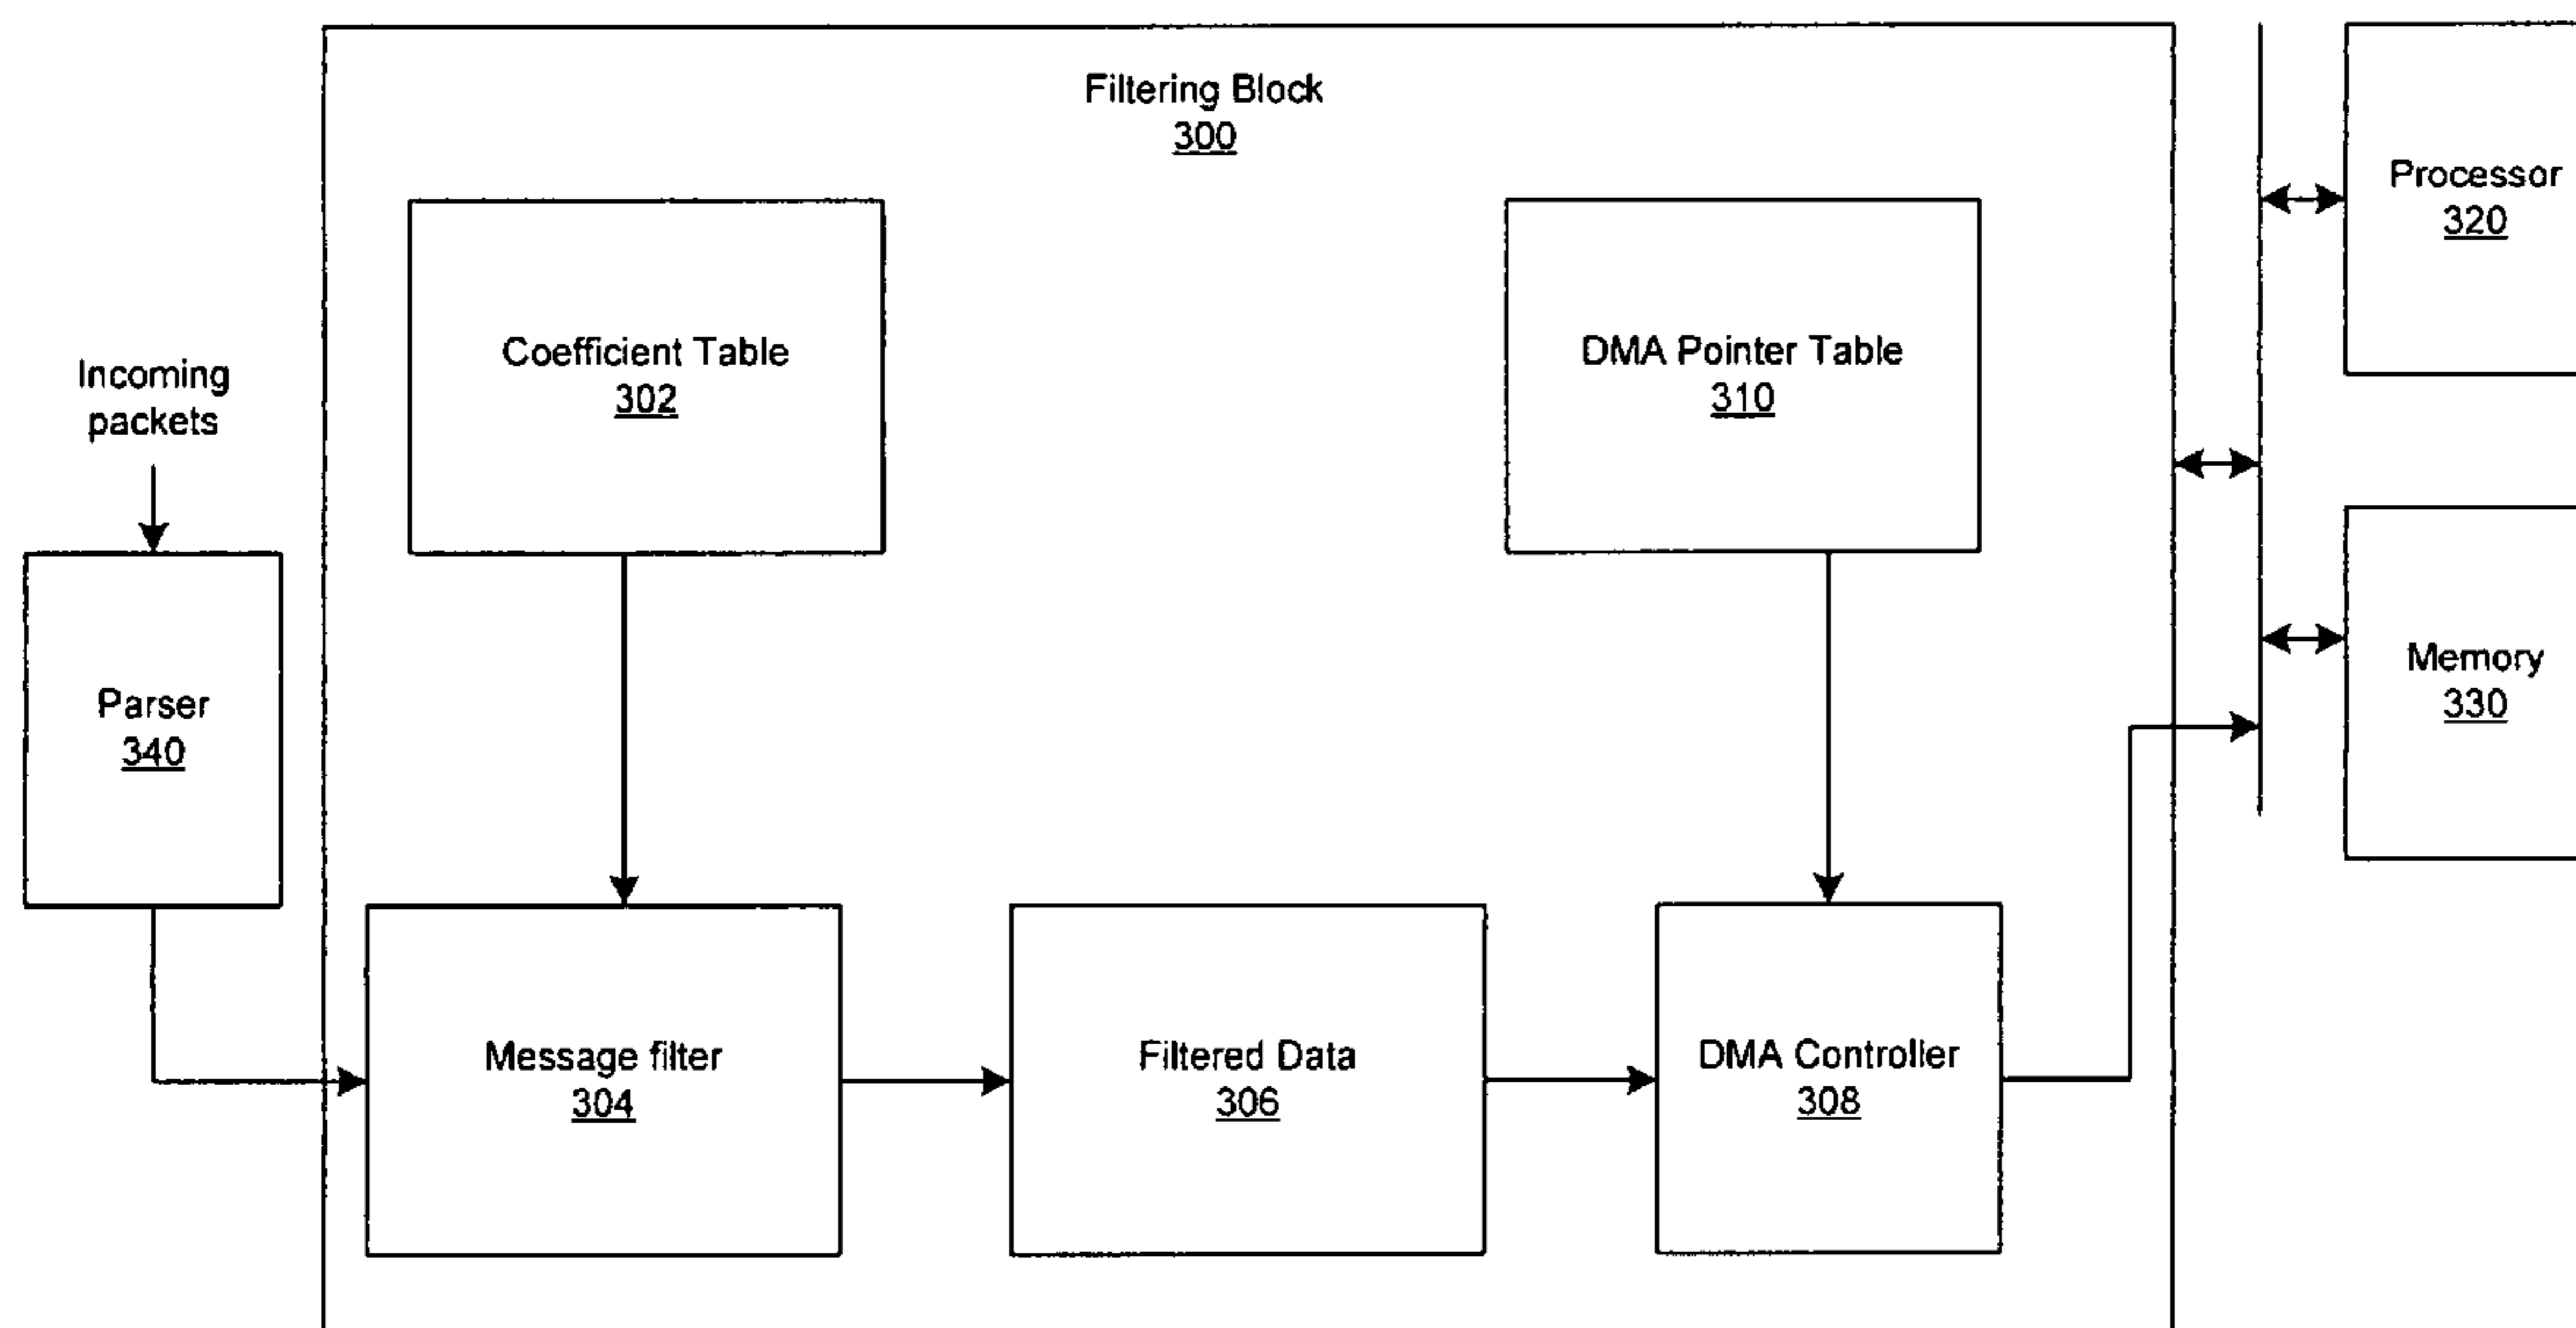 Filtering Block
300
Processor
320
Coefficient Table
302
DMA Pointer Table
310
Incoming
packets
Parser
340
Memory
330
Message filter
304
Filtered Data
306
DMA Controller
308